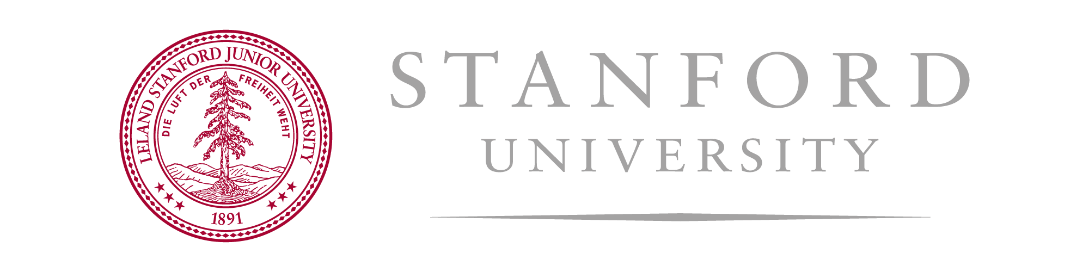 LELAND STANFORD JUNIOR UNIVERSITY
DIE LUFT DER FREIHEIT WEHT
1891
STANFORD
UNIVERSITY